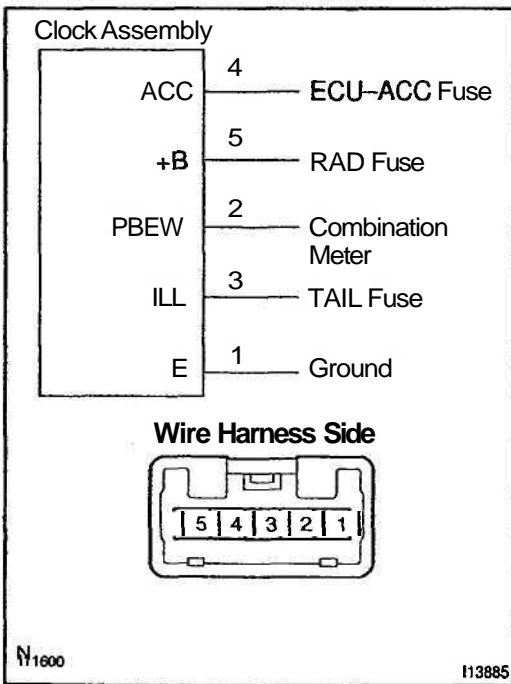 Clock Assembly
ACC 4 ECU-ACC Fuse
+B 5 RAD Fuse
PBEW 2 Combination
Meter
ILL 3 TAIL Fuse
E 1 Ground
Wire Harness Side
5 4 3 2 1
I13885